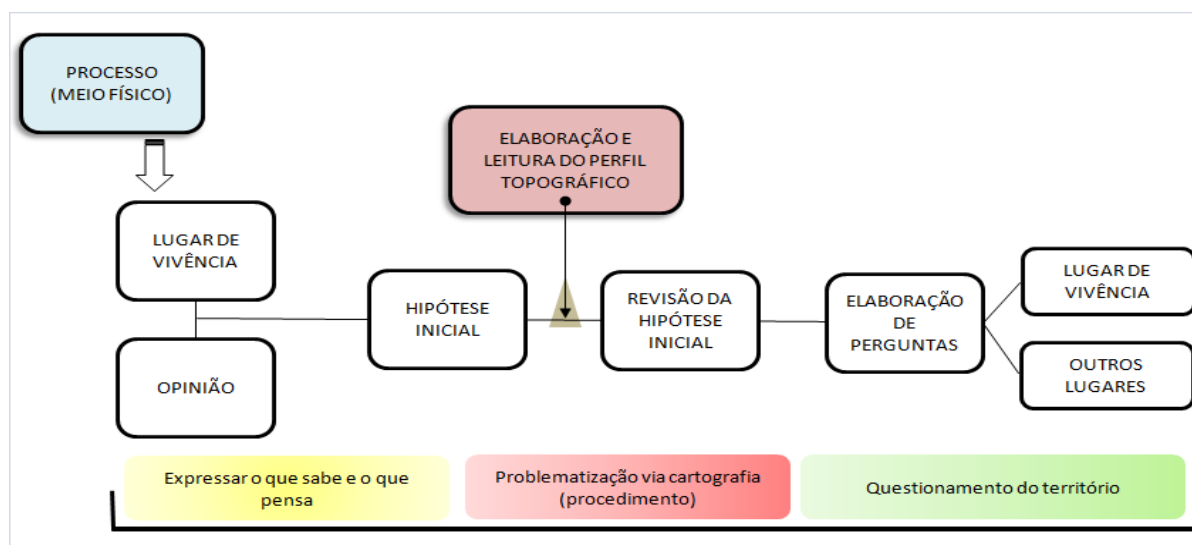 PROCESSO
(MEIO FÍSICO)
ELABORAÇÃO E
LEITURA DO PERFIL
TOPOGRÁFICO
LUGAR DE
VIVÊNCIA
OPINIÃO
HIPÓTESE
INICIAL
REVISÃO DA
HIPÓTESE
INICIAL
ELABORAÇÃO
DE
PERGUNTAS
LUGAR DE
VIVÊNCIA
OUTROS
LUGARES
Expressar o que sabe e o que
pensa
Problematização via cartografia
(procedimento)
Questionamento do território